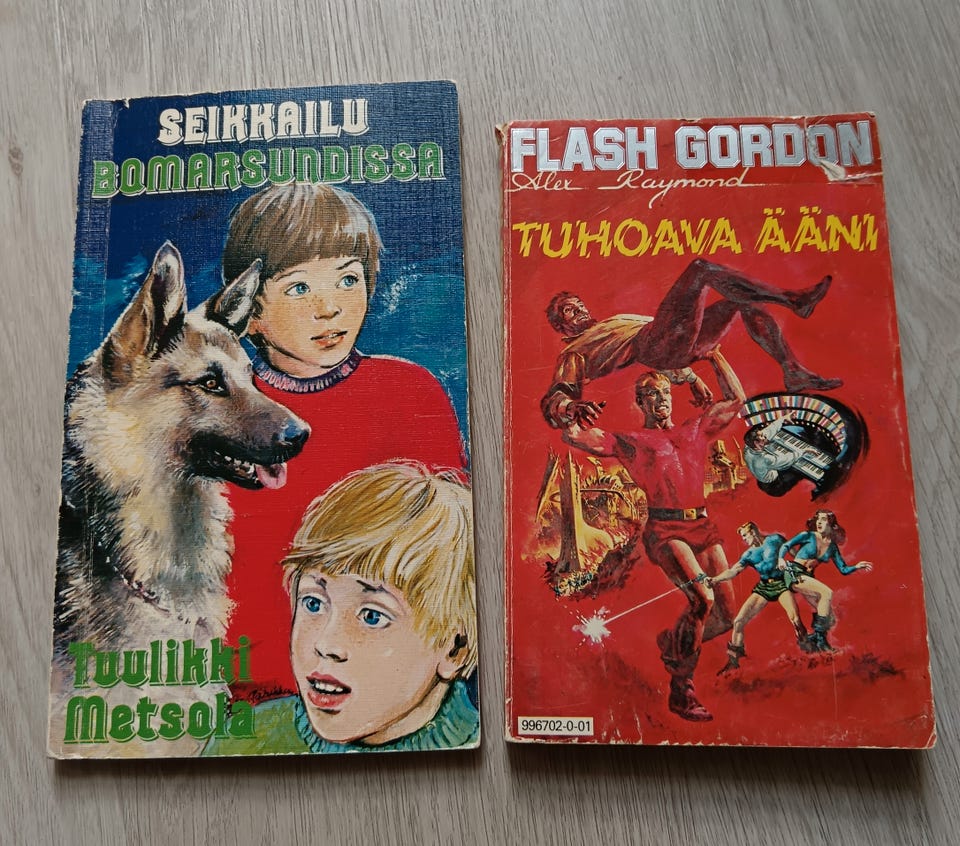 SEIKKAILU
BOMARSUNDISSA
Tuulikki
Metsola
FLASH GORDON
Alex Raymond
TUHOAVA ÄÄNI
996702-0-01